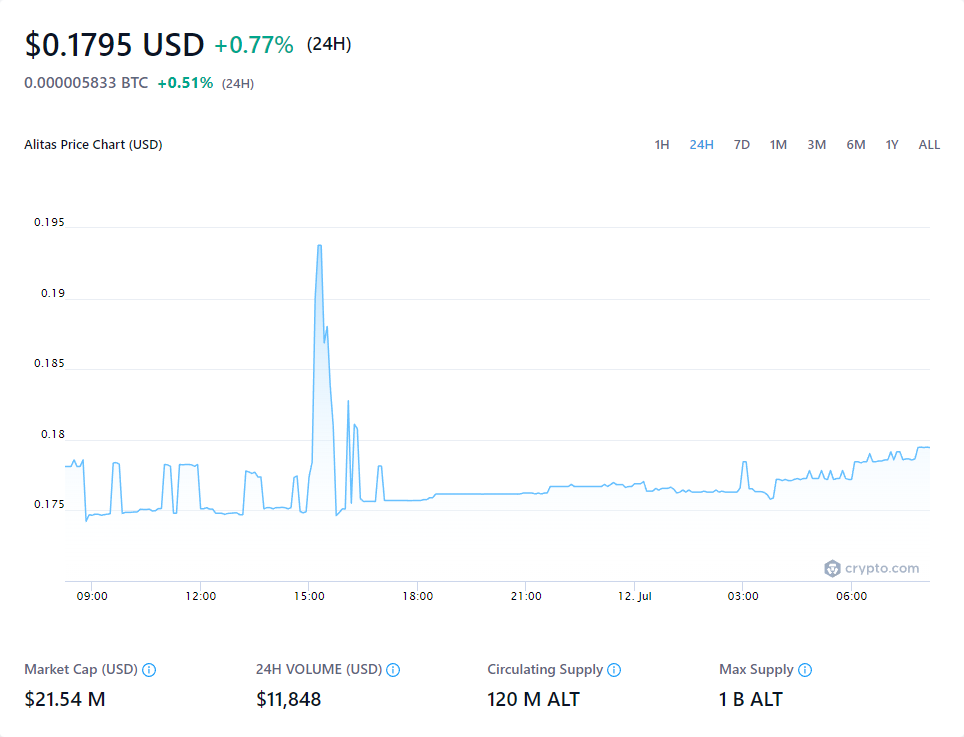 $0.1795 USD +0.77% (24H)
0.000005833 BTC +0.51% (24H)
Alitas Price Chart (USD) 1H 24H 7D 1M 3M 6M 1Y ALL
0.195
0.19
0.185
0.18
0.175
crypto.com
09:00 12:00 15:00 18:00 21:00 12. Jul 03:00 06:00
Market Cap (USD) 24H VOLUME (USD) Circulating Supply Max Supply
$21.54 M $11,848 120 M ALT 1 B ALT